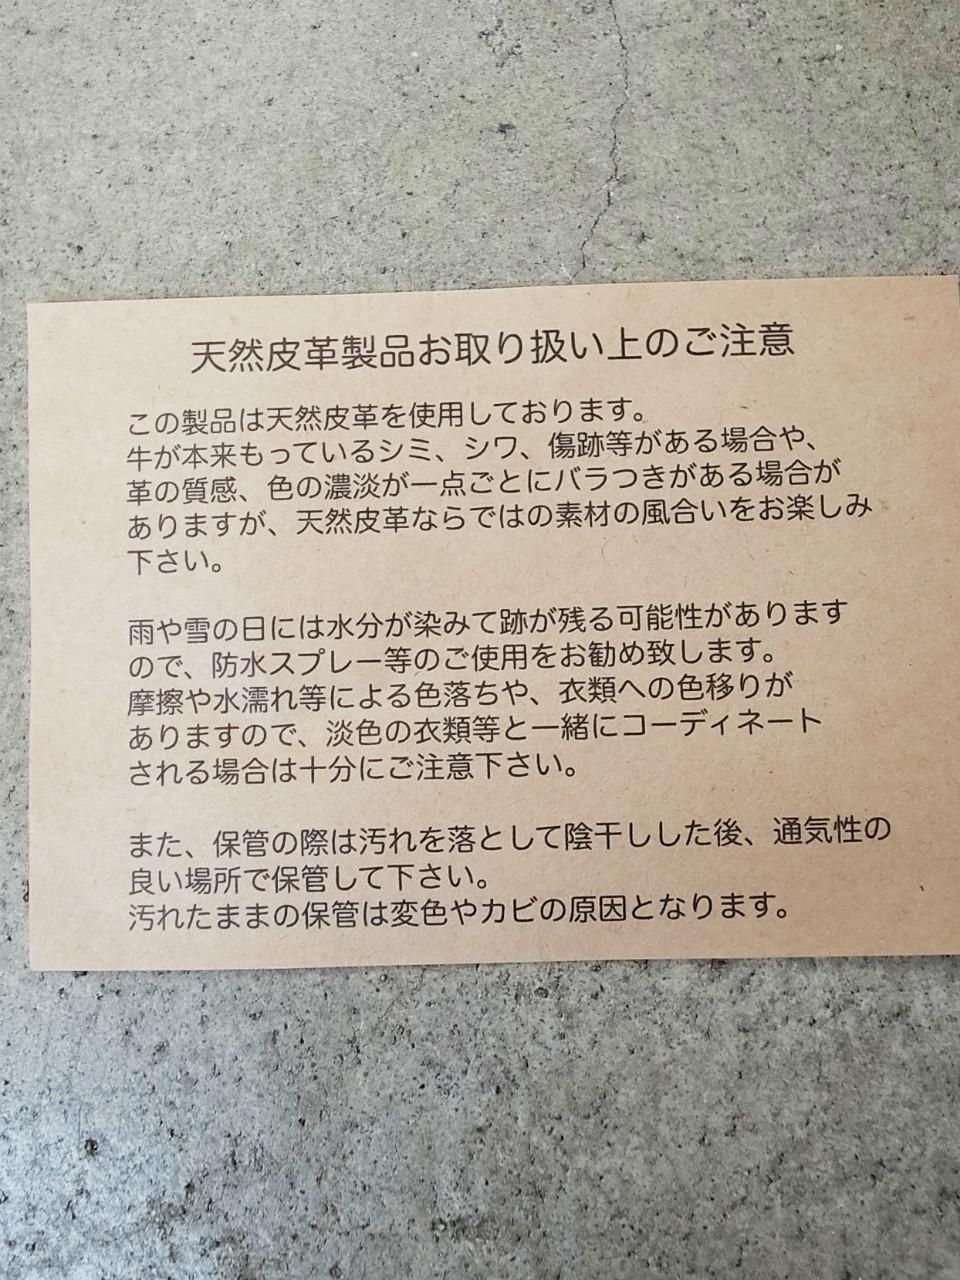 天然皮革製品お取り扱い上のご注意
この製品は天然皮革を使用しております。
牛が本来もっているシミ、シワ、傷跡等がある場合や、
革の質感、色の濃淡が一点ごとにバラつきがある場合が
ありますが、天然皮革ならではの素材の風合いをお楽しみ
下さい。
雨や雪の日には水分が染みて跡が残る可能性があります
ので、防水スプレー等のご使用をお勧め致します。
摩擦や水濡れ等による色落ちや、衣類への色移りが
ありますので、淡色の衣類等と一緒にコーディネート
される場合は十分にご注意下さい。
また、保管の際は汚れを落として陰干しした後、通気性の
良い場所で保管して下さい。
汚れたままの保管は変色やカビの原因となります。